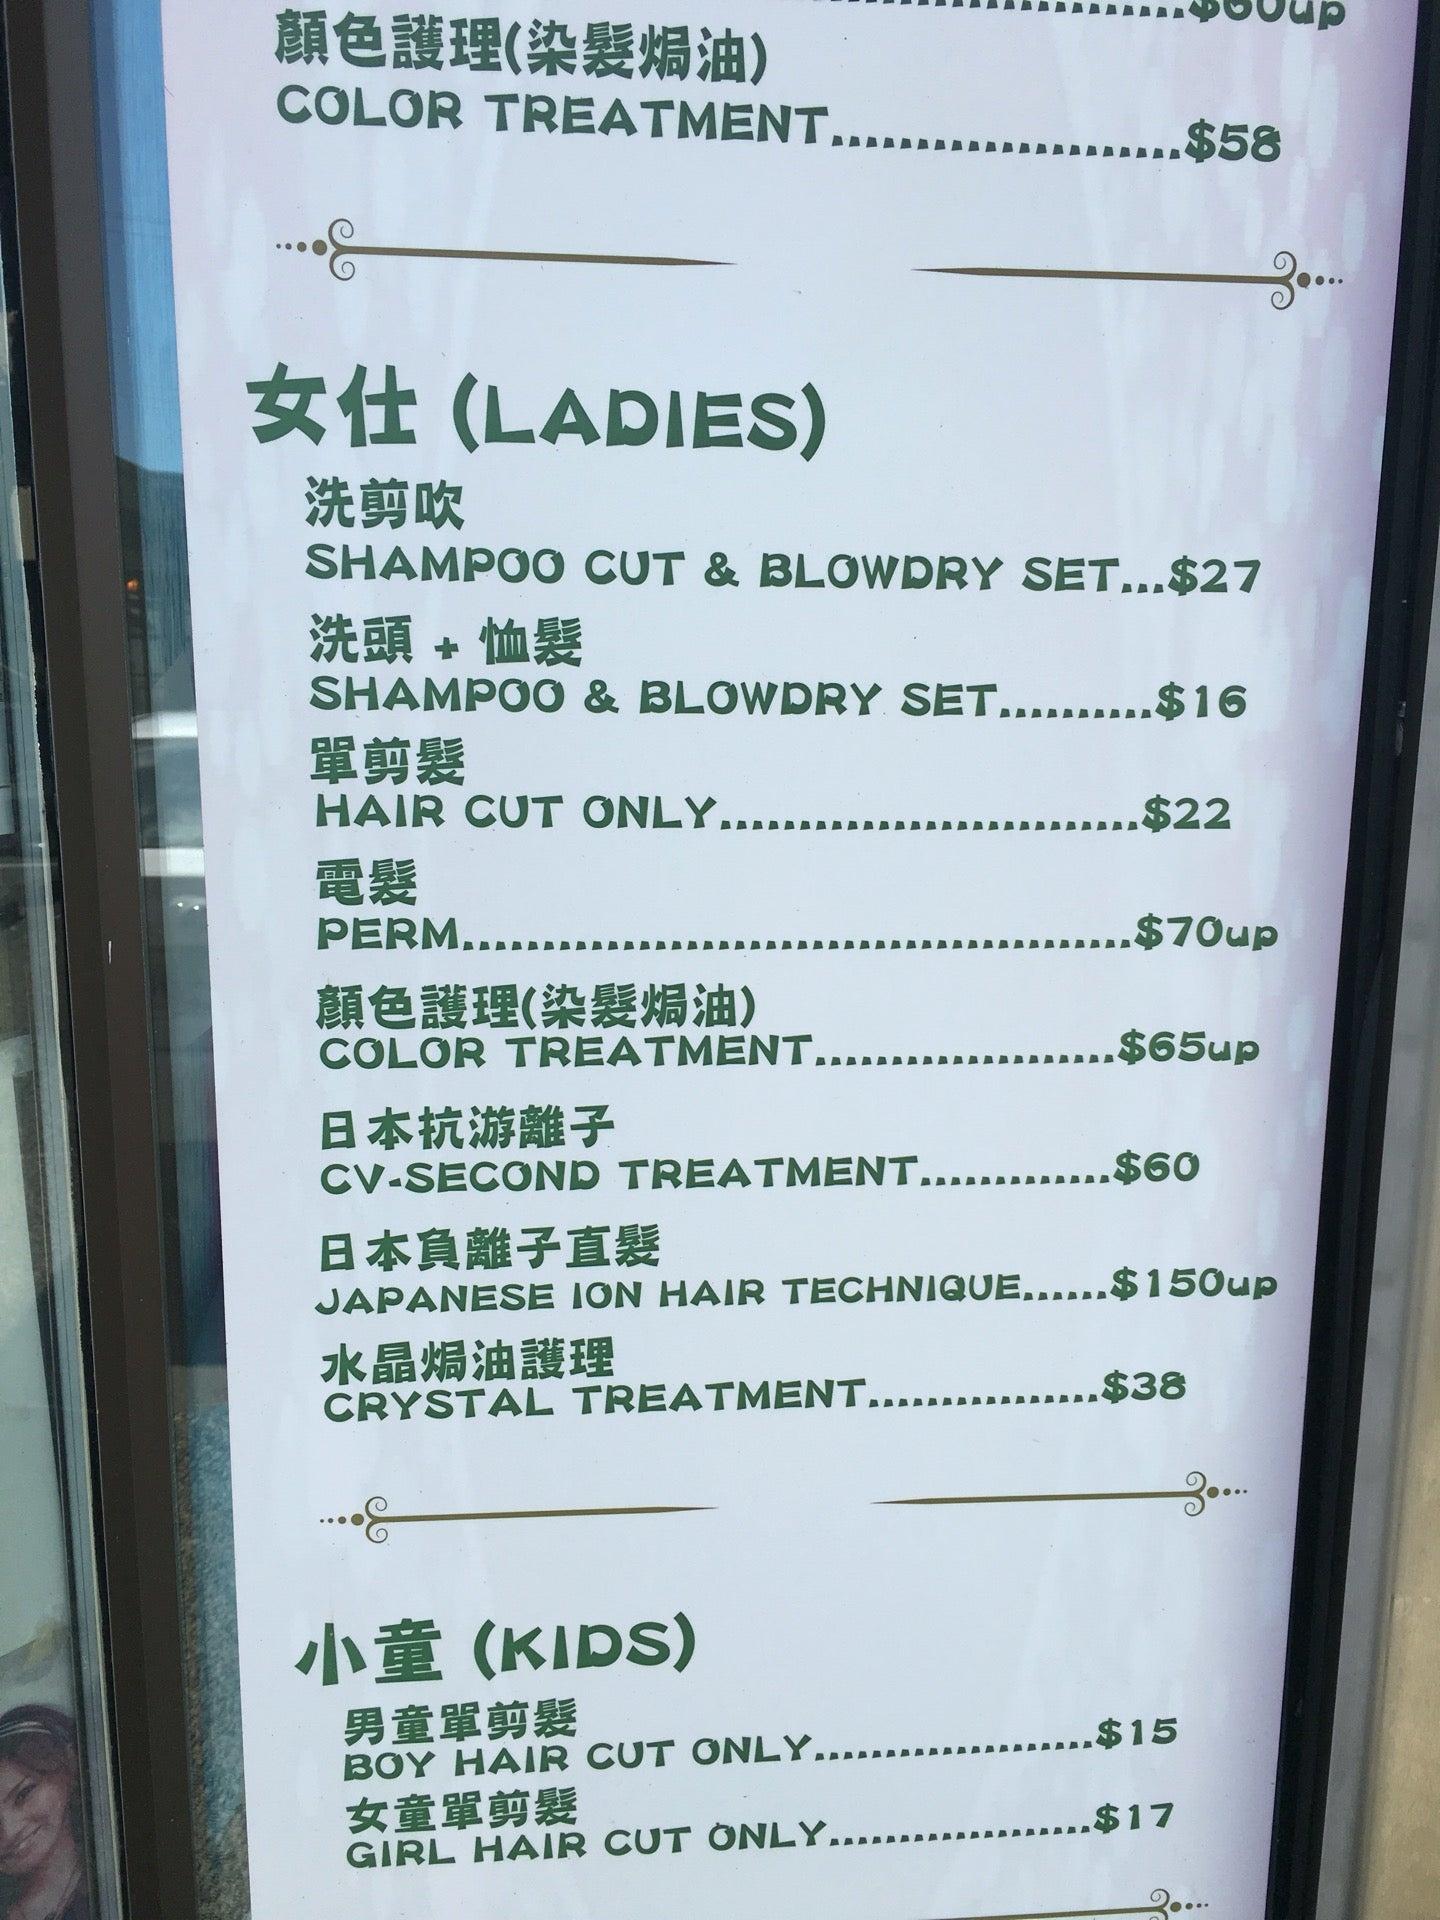 $60up
顏色護理(染髮焗油)
COLOR TREATMENT.....................$58
女仕 (LADIES)
洗剪吹
SHAMPOO CUT & BLOWDRY SET...$27
洗頭 + 恤髮
SHAMPOO & BLOWDRY SET..........$16
單剪髮
HAIR CUT ONLY...........................$22
電髮
PERM...........................................$70up
顏色護理(染髮焗油)
COLOR TREATMENT...................$65up
日本抗游離子
CV-SECOND TREATMENT.............$60
日本負離子直髮
JAPANESE ION HAIR TECHNIQUE......$150up
水晶焗油護理
CRYSTAL TREATMENT................$38
小童 (KIDS)
男童單剪髮
BOY HAIR CUT ONLY....................$15
女童單剪髮
GIRL HAIR CUT ONLY...................$17